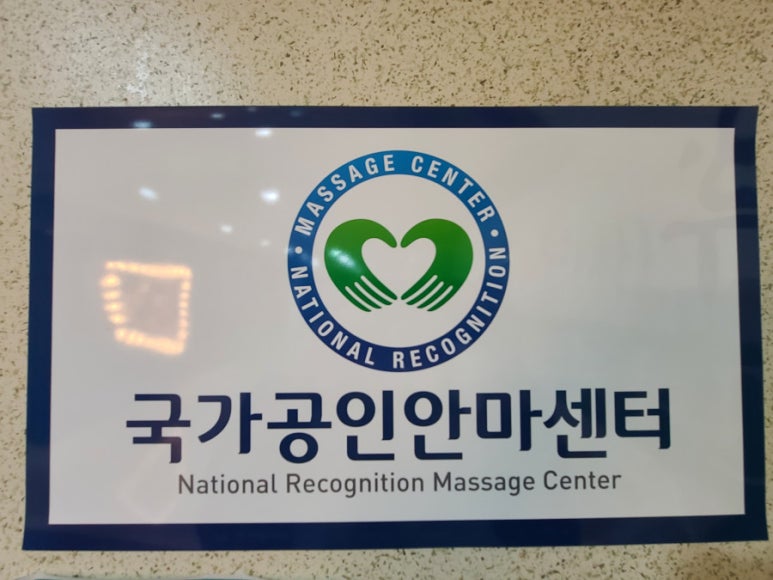 MASSAGE CENTER
NATIONAL RECOGNITION
국가공인안마센터
National Recognition Massage Center